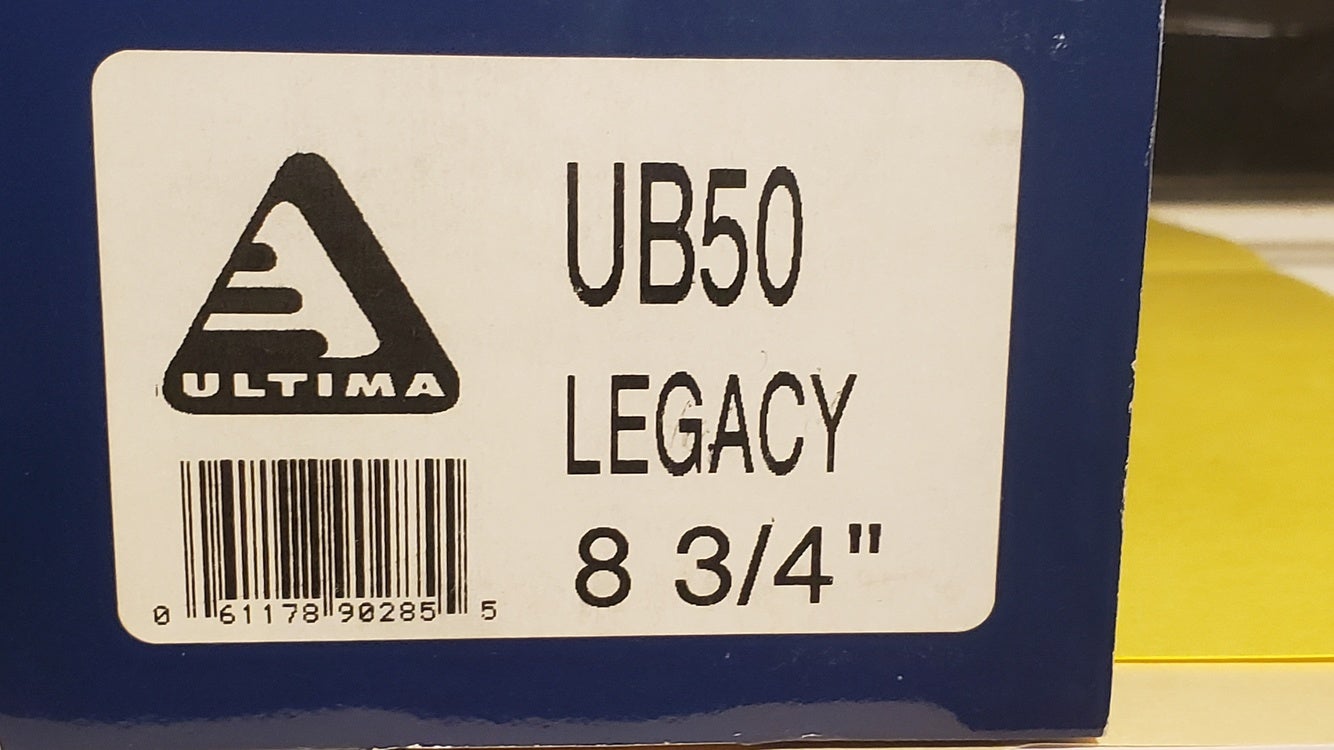 ULTIMA
UB50
LEGACY
8 3/4"
0 61178 90285 5